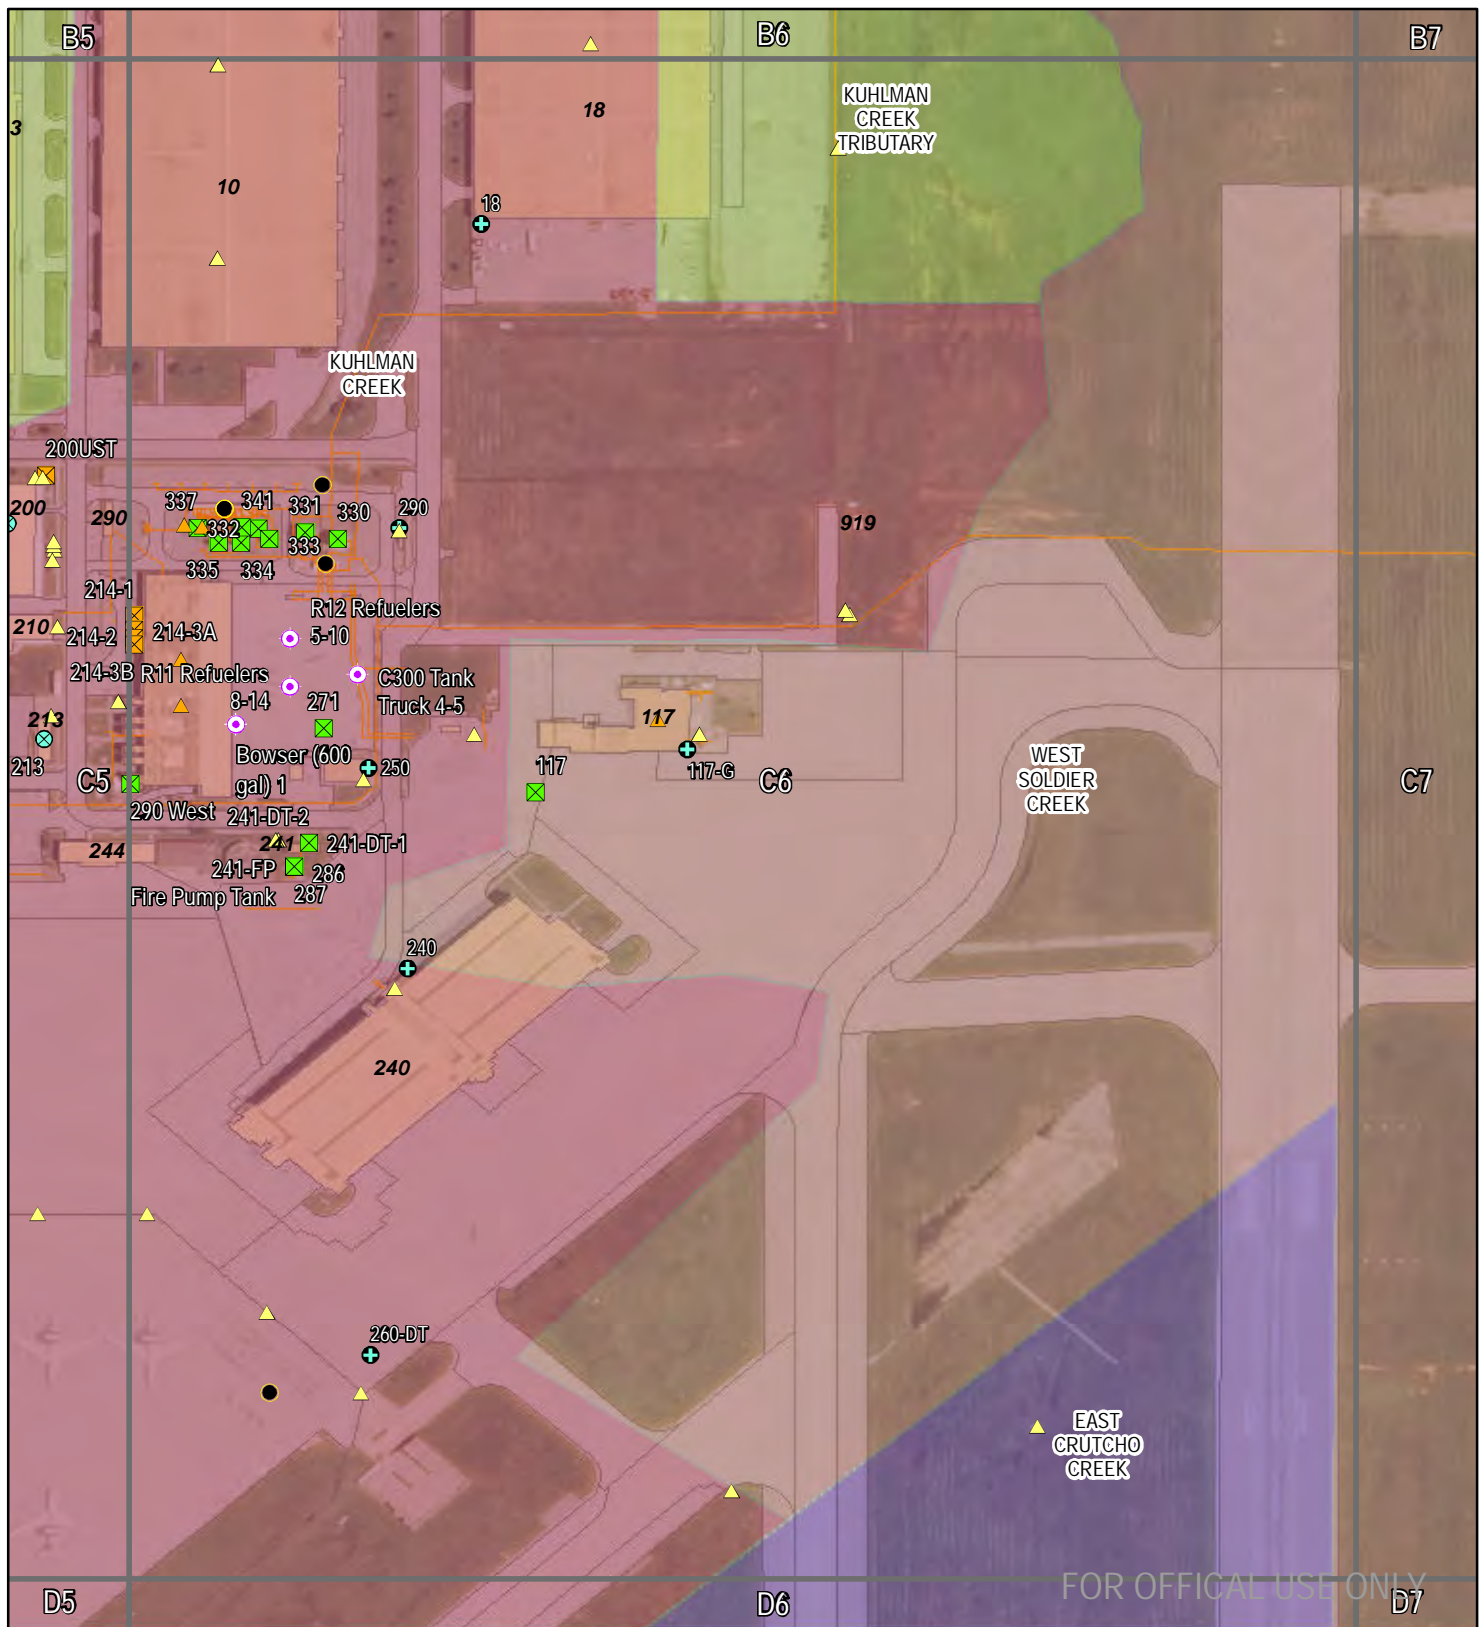 B5
B6
B7
KUHLMAN
CREEK
TRIBUTARY
18
3
10
18
KUHLMAN
CREEK
200UST
200
290
337
341
331
330
290
332
333
919
335
334
214-1
R12 Refuelers
5-10
210
214-2
214-3A
214-3B
R11 Refuelers
8-14
C300 Tank
Truck 4-5
271
213
117
213
Bowser (600
gal) 1
250
117
117-G
C5
C6
C7
WEST
SOLDIER
CREEK
290 West
241-DT-2
244
241
241-DT-1
241-FP
286
Fire Pump Tank
287
240
240
260-DT
EAST
CRUTCHO
CREEK
FOR OFFICAL USE ONLY
D5
D6
D7